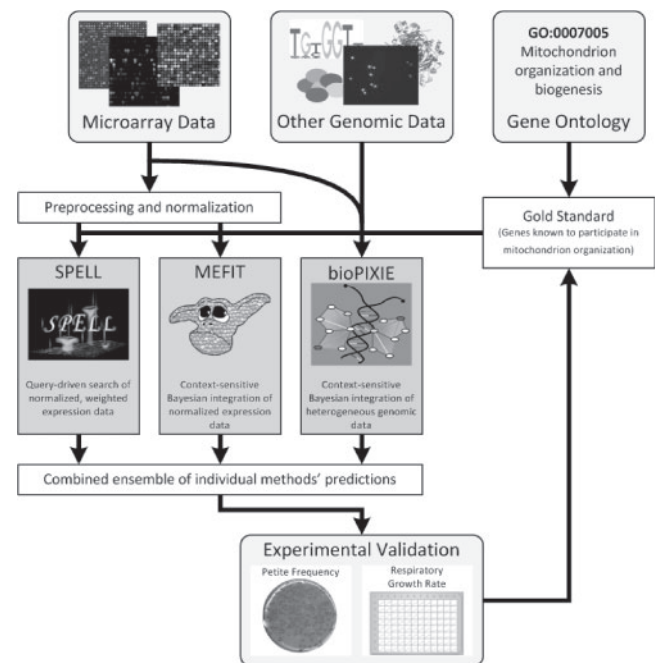 GO:0007005
Mitochondrion
organization and
biogenesis
Microarray Data
Other Genomic Data
Gene Ontology
Preprocessing and normalization
Gold Standard
(Genes known to participate in
mitochondrion organization)
SPELL
SPELL
Query-driven search of
normalized, weighted
expression data
MEFIT
Context-sensitive
Bayesian integration of
normalized expression
data
bioPIXIE
Context-sensitive
Bayesian integration of
heterogeneous genomic
data
Combined ensemble of individual methods' predictions
Experimental Validation
Petite Frequency
Respiratory
Growth Rate